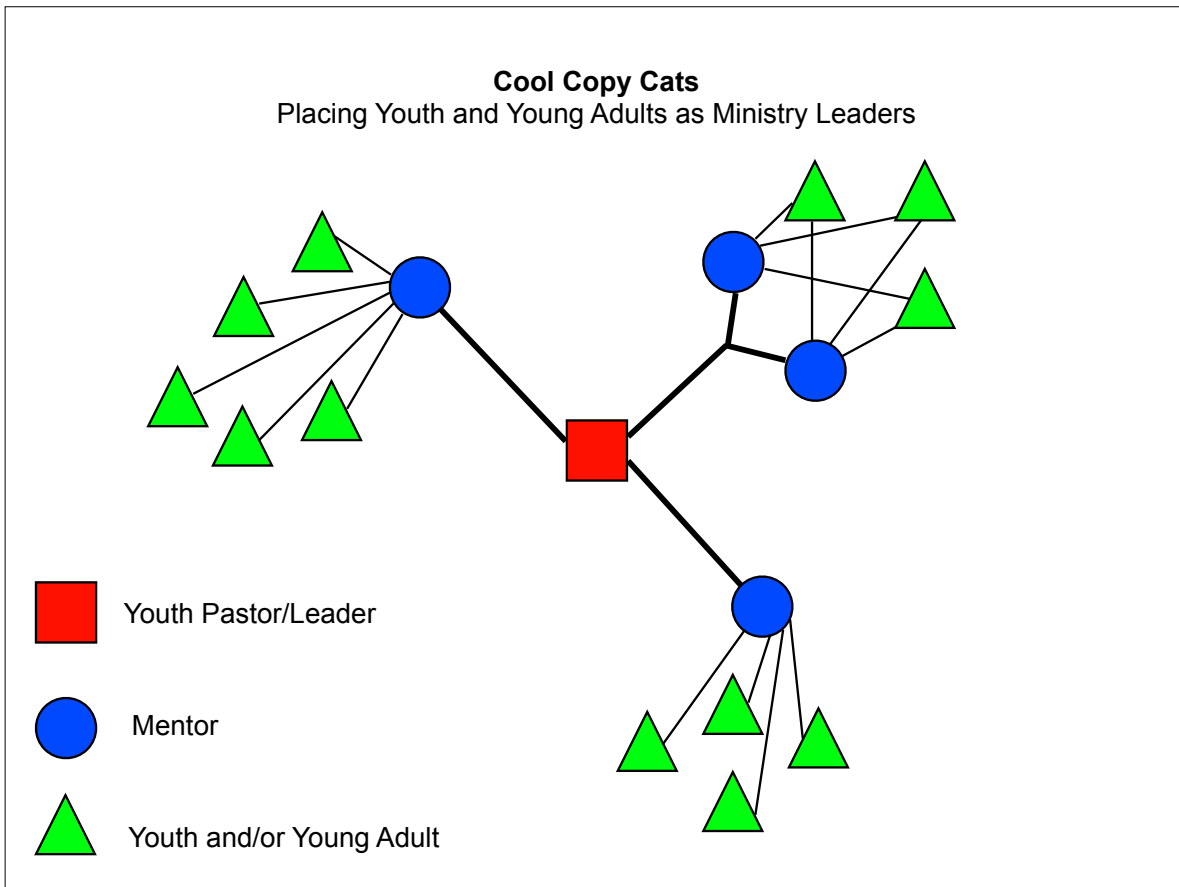 Cool Copy Cats
Placing Youth and Young Adults as Ministry Leaders
Youth Pastor/Leader
Mentor
Youth and/or Young Adult